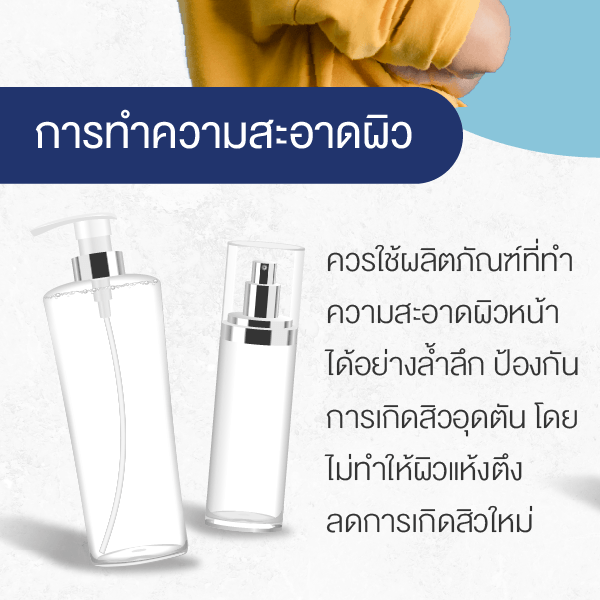 การทำความสะอาดผิว
ควรใช้ผลิตภัณฑ์ที่ทำ
ความสะอาดผิวหน้า
ได้อย่างล้ำลึก ป้องกัน
การเกิดสิวอุดตัน โดย
ไม่ทำให้ผิวแห้งตึง
ลดการเกิดสิวใหม่